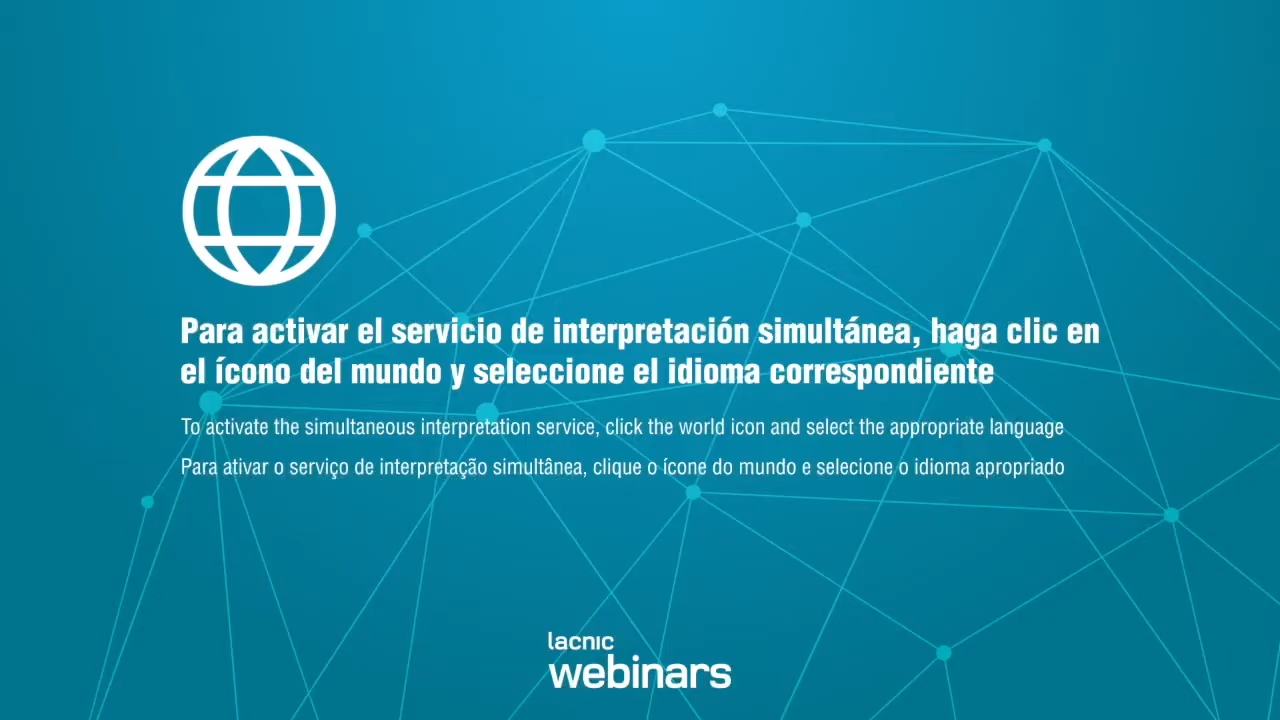 Para activar el servicio de interpretación simultánea, haga clic en
el ícono del mundo y seleccione el idioma correspondiente
To activate the simultaneous interpretation service, click the world icon and select the appropriate language
Para ativar o serviço de interpretação simultânea, clique o ícone do mundo e selecione o idioma apropriado
lacnic
webinars